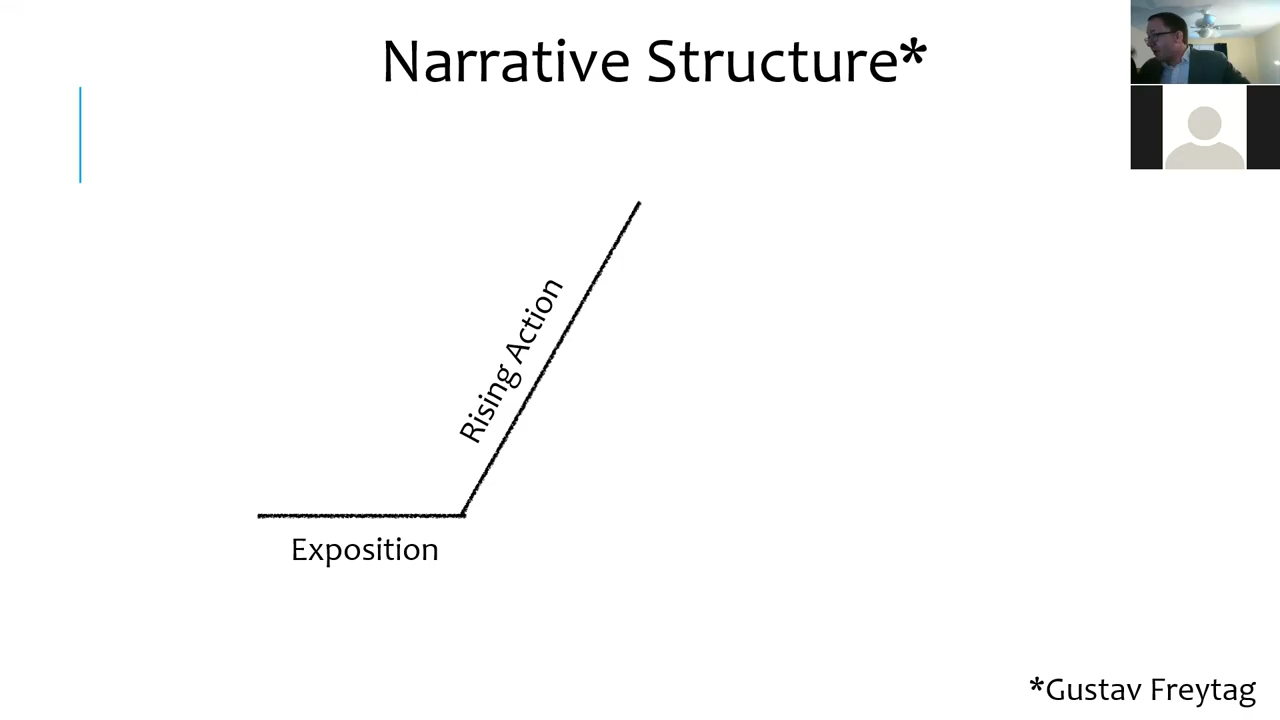 Narrative Structure*
Rising Action
Exposition
*Gustav Freytag